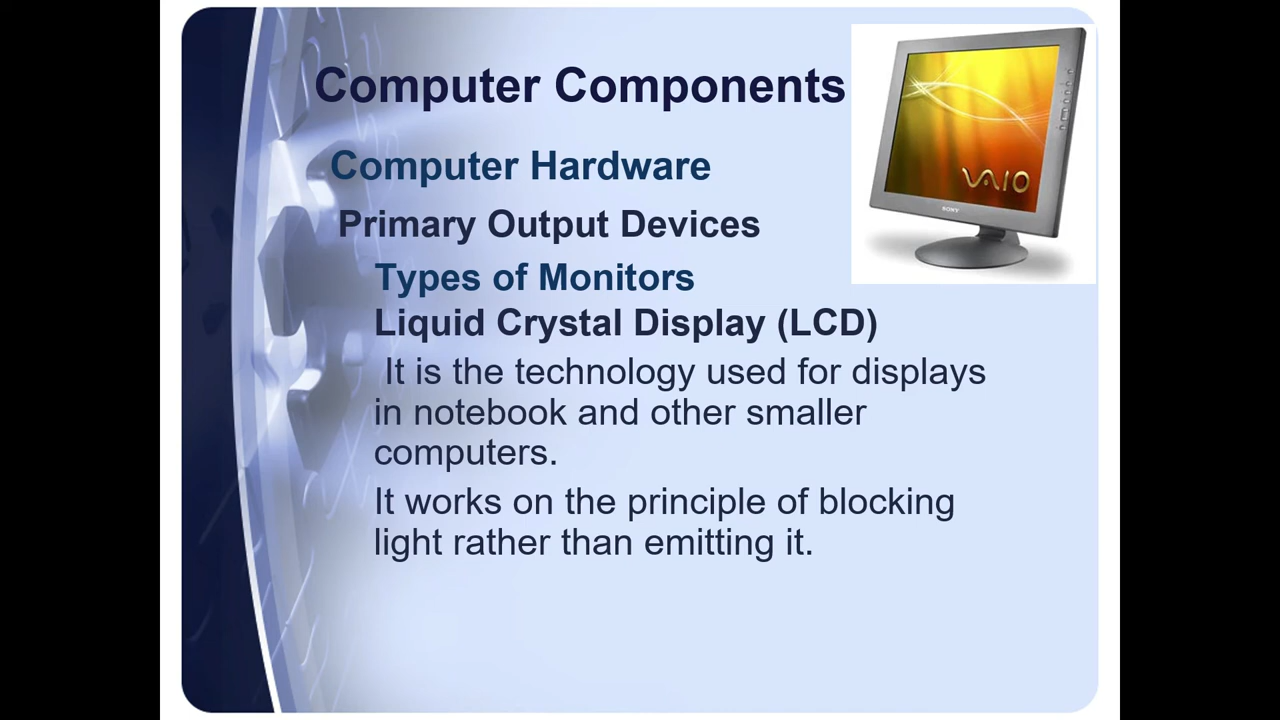 Computer Components
VAIO
SONY
Computer Hardware
Primary Output Devices
Types of Monitors
Liquid Crystal Display (LCD)
It is the technology used for displays
in notebook and other smaller
computers.
It works on the principle of blocking
light rather than emitting it.